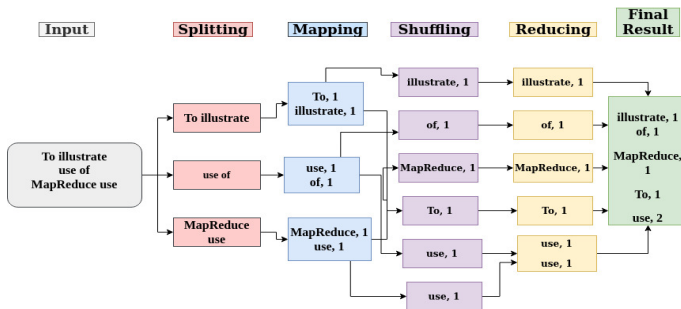 Input
Splitting
Mapping
Shuffling
Reducing
Final
Result
To illustrate
use of
MapReduce use
To illustrate
use of
MapReduce
use
To, 1
illustrate, 1
use, 1
of, 1
MapReduce, 1
use, 1
illustrate, 1
of, 1
MapReduce, 1
To, 1
use, 1
use, 1
illustrate, 1
of, 1
MapReduce, 1
To, 1
use, 1
use, 1
illustrate, 1
of, 1
MapReduce,
1
To, 1
use, 2